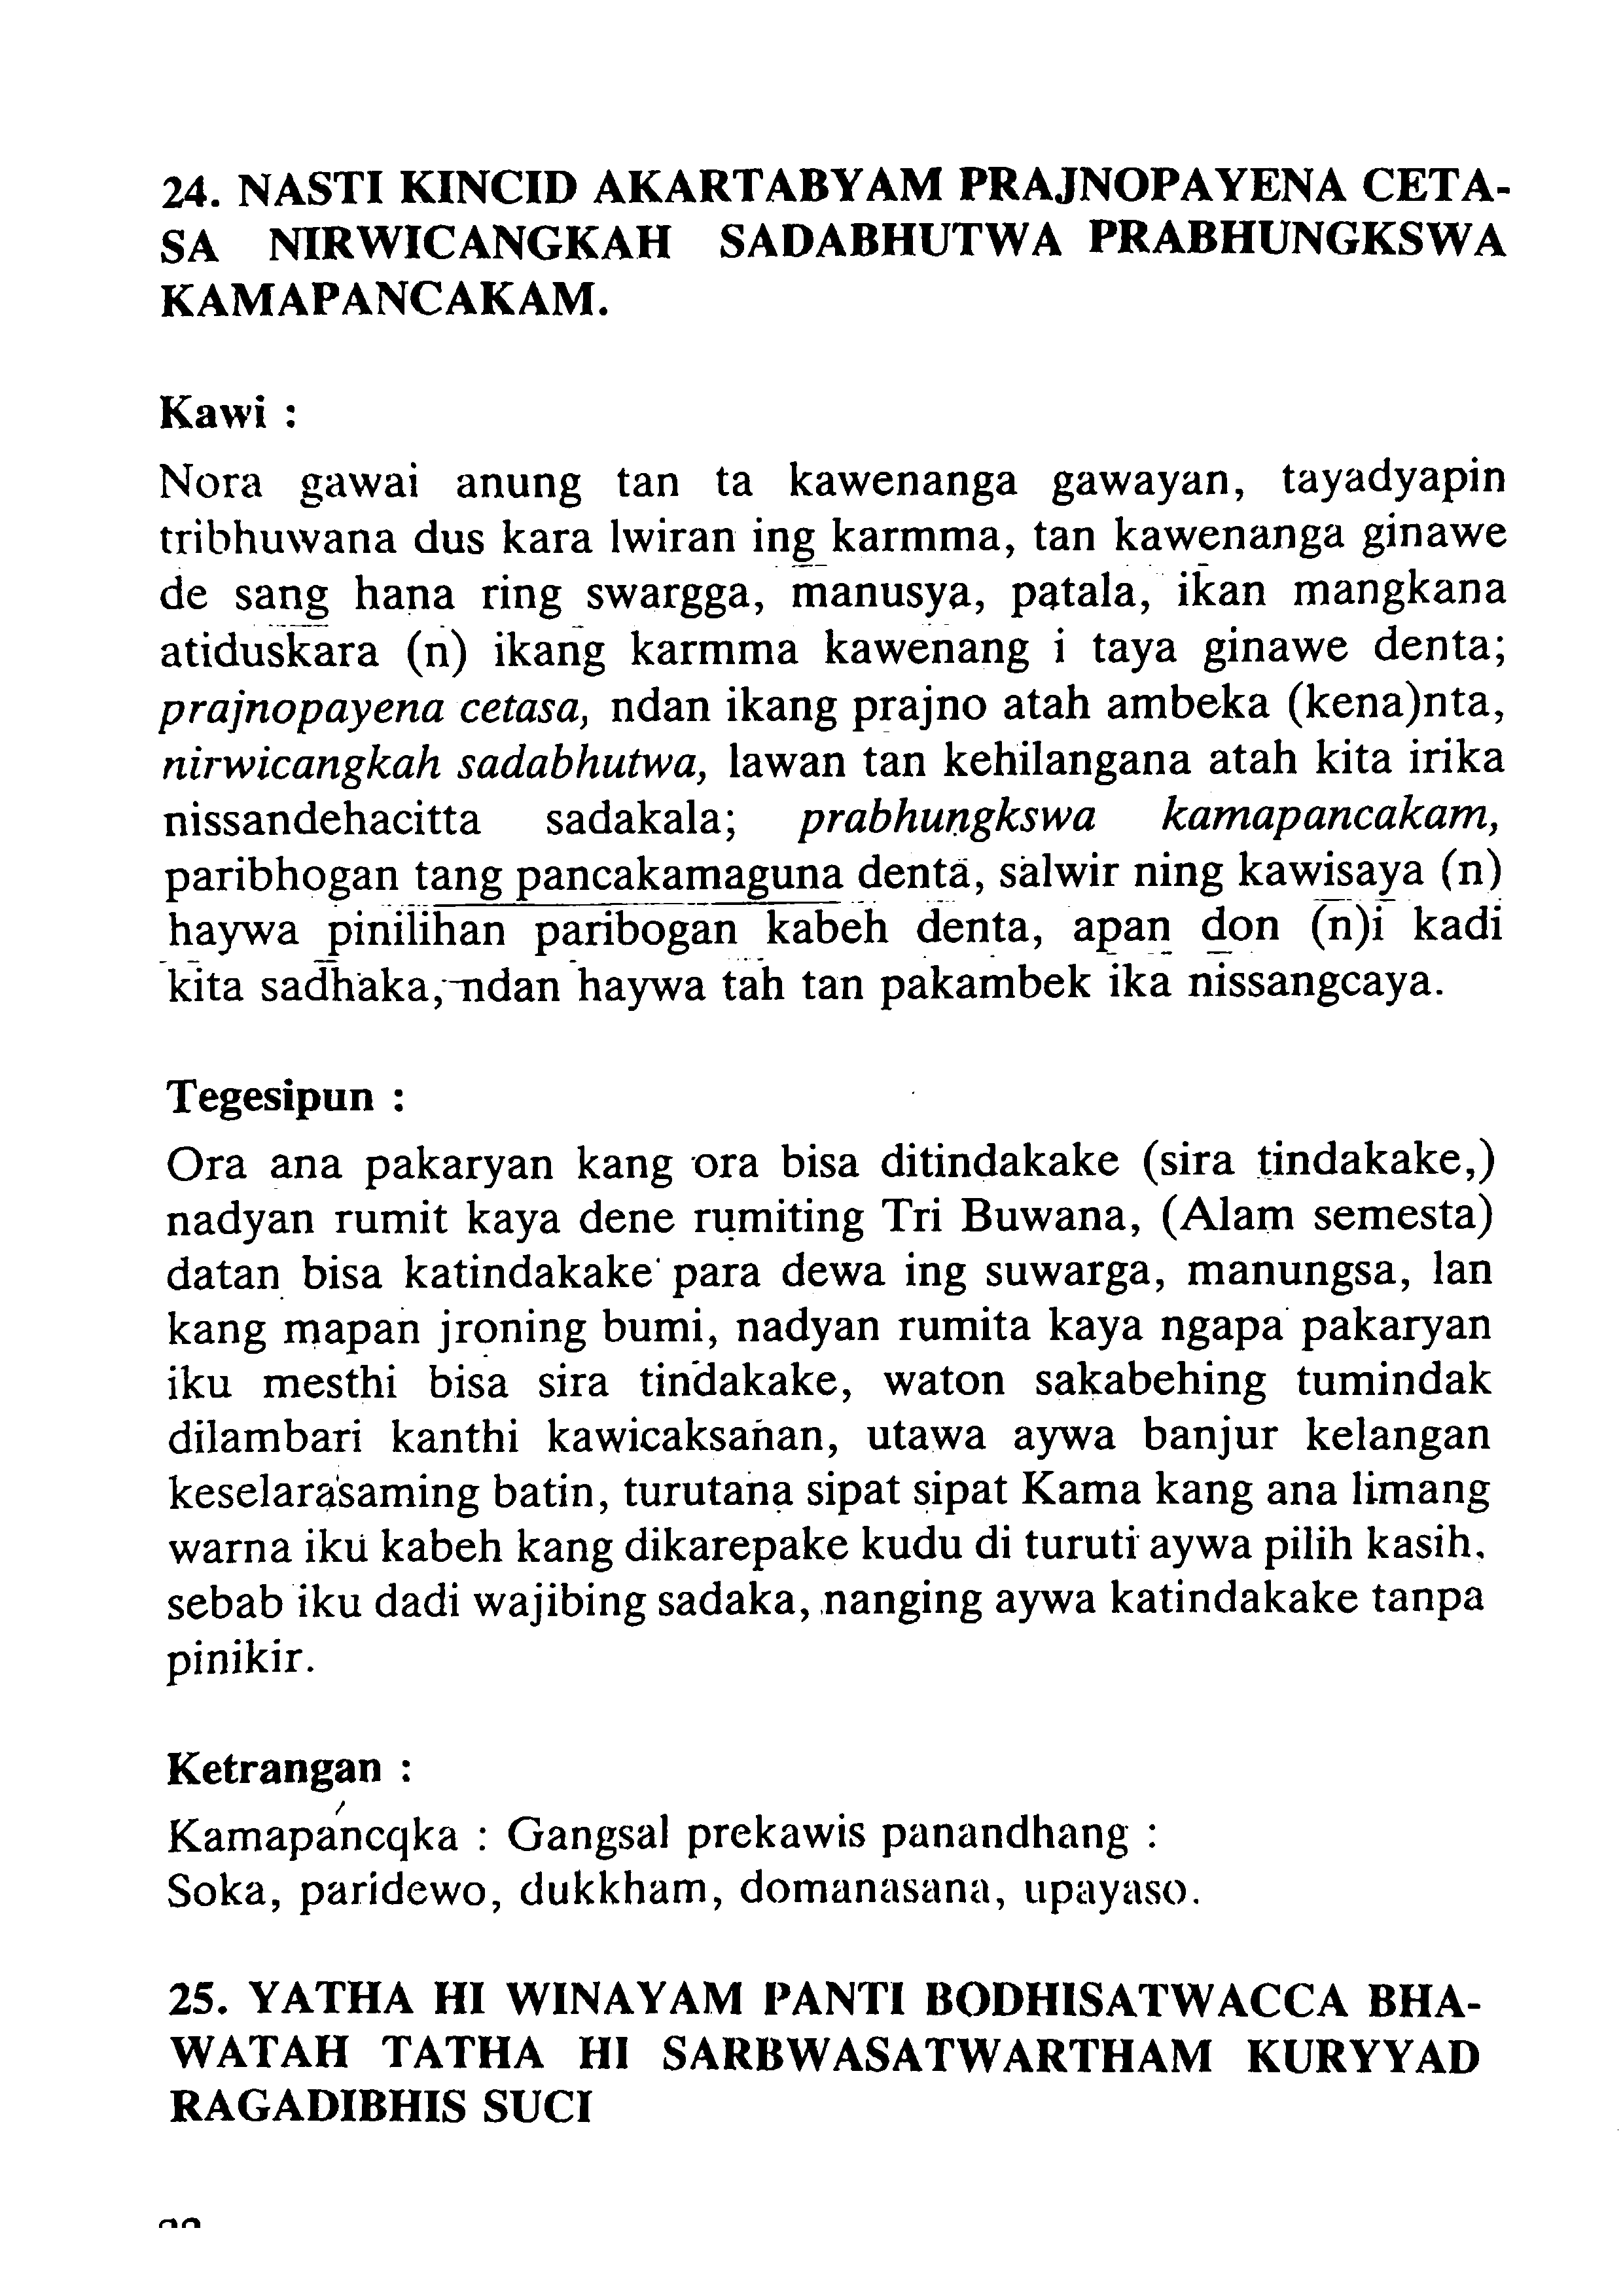 24. NASTI KINCID AKARTABYAM PRAJNOPAYENA CETA-
SA NIRWICANGKAH SADABHUTWA PRABHUNGKSWA
KAMAPANCAKAM.
Kawi :
Nora gawai anung tan ta kawenanga gawayan, tayadyapin
tribhuwana dus kara lwiran ing karmma, tan kawenanga ginawe
de sang hana ring swargga, manusya, patala, ikan mangkana
atiduskara (n) ikang karmma kawenang i taya ginawe denta;
prajnopayena cetasa, ndan ikang prajno atah ambeka (kena)nta,
nirwicangkah sadabhutwa, lawan tan kehilangana atah kita irika
nissandehacitta sadakala; prabhungkswa kamapancakam,
paribhogan tang pancakamaguna denta, salwir ning kawisaya (n)
haywa pinilihan paribogan kabeh denta, apan don (n)i kadi
kita sadhaka, ndan haywa tah tan pakambek ika nissangcaya.
Tegesipun :
Ora ana pakaryan kang ora bisa ditindakake (sira tindakake,)
nadyan rumit kaya dene rumiting Tri Buwana, (Alam semesta)
datan bisa katindakake para dewa ing suwarga, manungsa, lan
kang mapan jroning bumi, nadyan rumita kaya ngapa pakaryan
iku mesthi bisa sira tindakake, waton sakabehing tumindak
dilambari kanthi kawicaksanan, utawa aywa banjur kelangan
keselarasaming batin, turutana sipat sipat Kama kang ana limang
warna iku kabeh kang dikarepake kudu di turuti aywa pilih kasih,
sebab iku dadi wajibing sadaka, nanging aywa katindakake tanpa
pinikir.
Ketrangan :
Kamapáncqka : Gangsal prekawis panandhang :
Soka, paridewo, dukkham, domanasana, upayaso.
25. YATHA HI WINAYAM PANTI BODHISATWACCA BHA-
WATAH TATHA HI SARBWASATWARTHAM KURYYAD
RAGADIBHIS SUCI